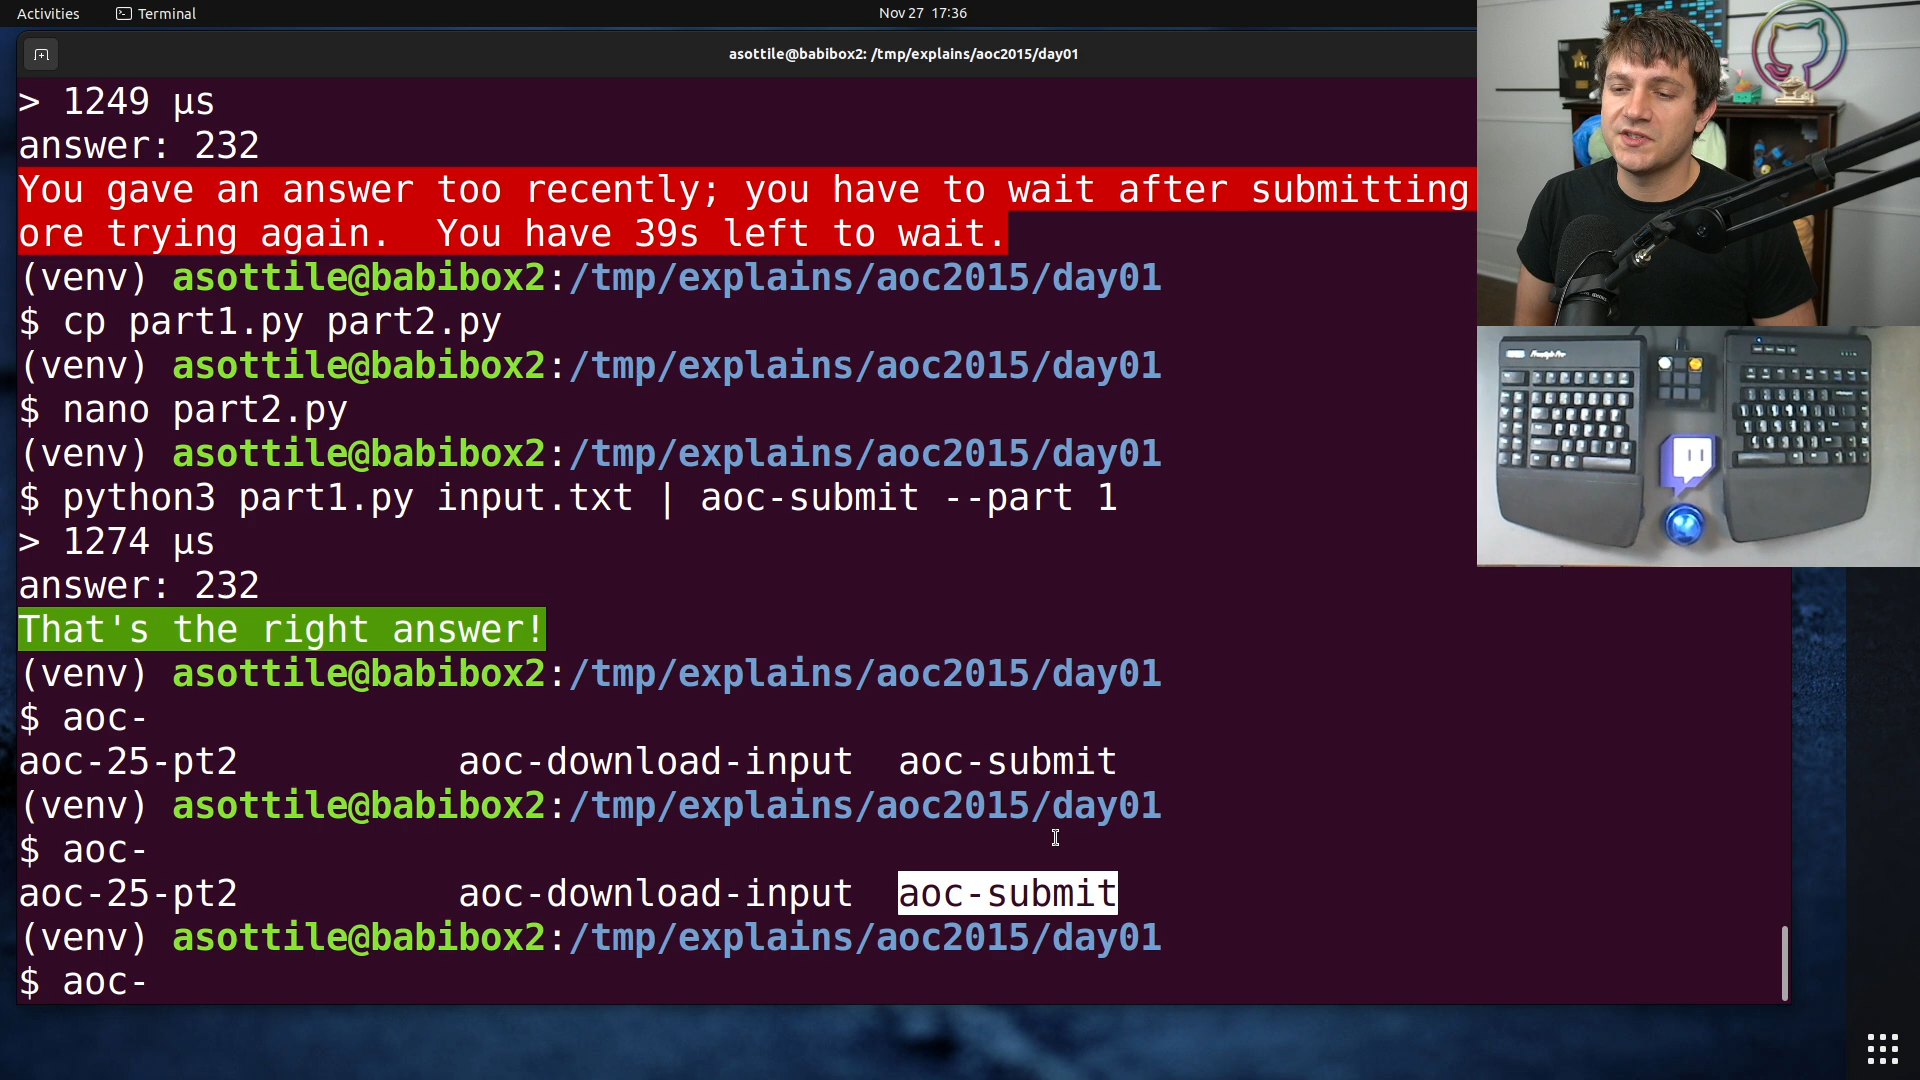 Activities
Terminal
Nov 27 17:36
asottile@babibox2: /tmp/explains/aoc2015/day01
> 1249 µs
answer: 232
You gave an answer too recently; you have to wait after submitting
ore trying again.  You have 39s left to wait.
(venv) asottile@babibox2:/tmp/explains/aoc2015/day01
$ cp part1.py part2.py
(venv) asottile@babibox2:/tmp/explains/aoc2015/day01
$ nano part2.py
(venv) asottile@babibox2:/tmp/explains/aoc2015/day01
$ python3 part1.py input.txt | aoc-submit --part 1
> 1274 µs
answer: 232
That's the right answer!
(venv) asottile@babibox2:/tmp/explains/aoc2015/day01
$ aoc-
aoc-25-pt2          aoc-download-input  aoc-submit
(venv) asottile@babibox2:/tmp/explains/aoc2015/day01
$ aoc-
aoc-25-pt2          aoc-download-input  aoc-submit
(venv) asottile@babibox2:/tmp/explains/aoc2015/day01
$ aoc-
Freestyle Pro